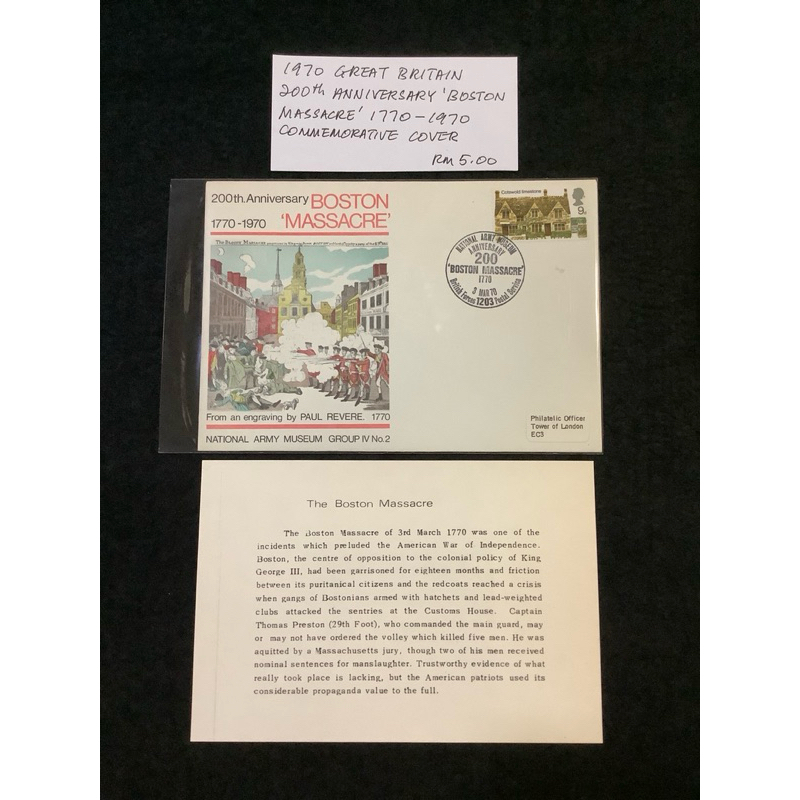 1970 GREAT BRITAIN
200th ANNIVERSARY 'BOSTON
MASSACRE' 1770-1970
COMMEMORATIVE COVER
RM 5.00
200th.Anniversary BOSTON
1770-1970 'MASSACRE'
From an engraving by PAUL REVERE. 1770
NATIONAL ARMY MUSEUM GROUP IV No.2
Cotswold limestone
9d
NATIONAL ARMY MUSEUM
ANNIVERSARY
200
'BOSTON MASSACRE'
1770
3 MAR 70
British Forces 1203 Postal Service
Philatelic Officer
Tower of London
EC3
The Boston Massacre
The Boston Massacre of 3rd March 1770 was one of the
incidents which preluded the American War of Independence.
Boston, the centre of opposition to the colonial policy of King
George III, had been garrisoned for eighteen months and friction
between its puritanical citizens and the redcoats reached a crisis
when gangs of Bostonians armed with hatchets and lead-weighted
clubs attacked the sentries at the Customs House. Captain
Thomas Preston (29th Foot), who commanded the main guard, may
or may not have ordered the volley which killed five men. He was
aquitted by a Massachusetts jury, though two of his men received
nominal sentences for manslaughter. Trustworthy evidence of what
really took place is lacking, but the American patriots used its
considerable propaganda value to the full.